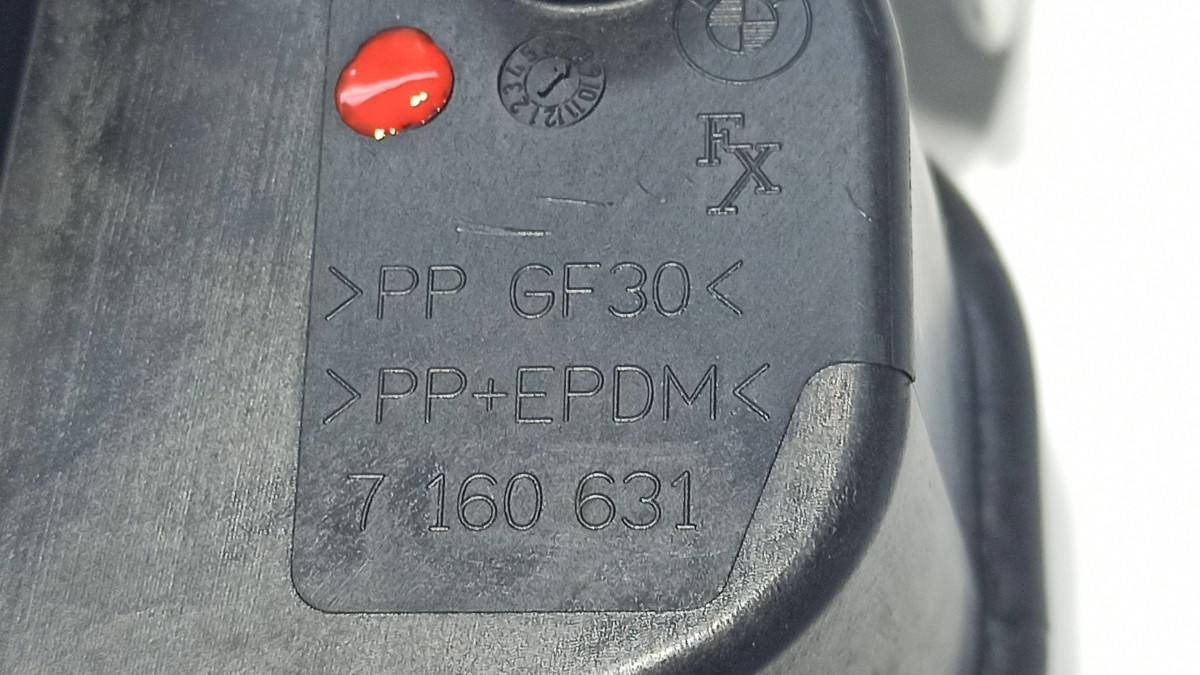 FX
>PP GF30<
>PP+EPDM<
7 160 631